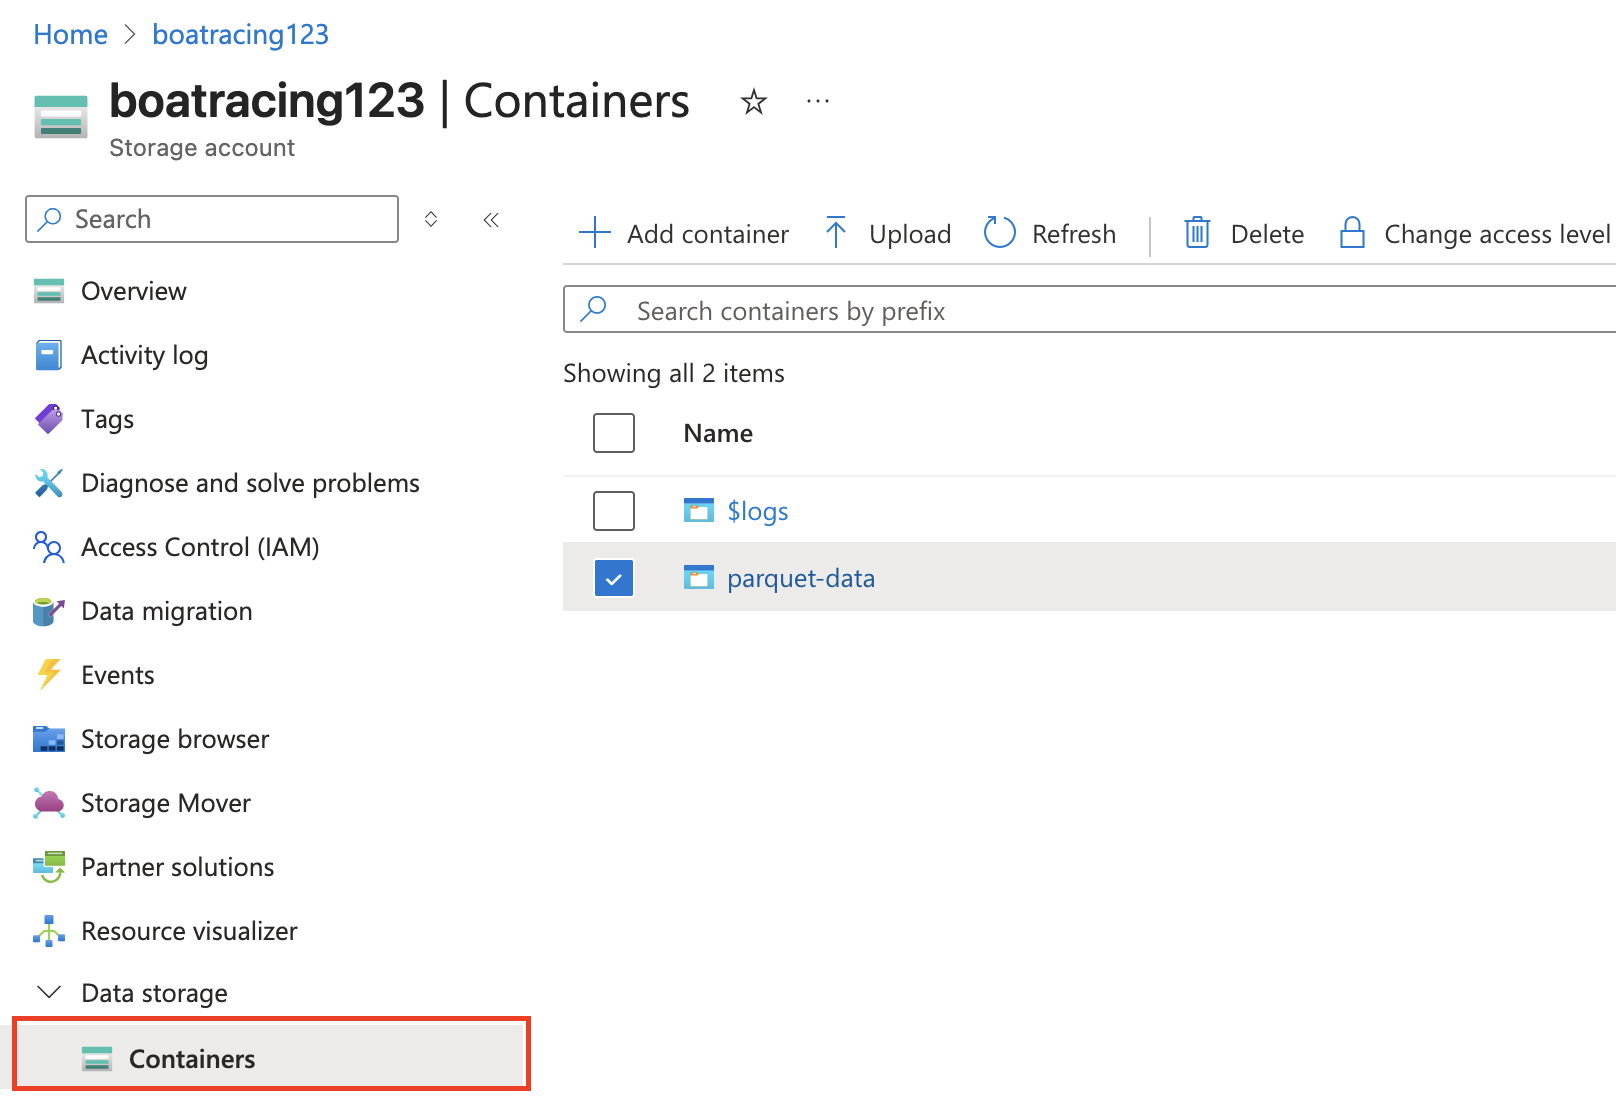 Home > boatracing123
boatracing123 | Containers
Storage account
Search
Overview
Activity log
Tags
Diagnose and solve problems
Access Control (IAM)
Data migration
Events
Storage browser
Storage Mover
Partner solutions
Resource visualizer
Data storage
Containers
Add container Upload Refresh Delete Change access level
Search containers by prefix
Showing all 2 items
Name
$logs
parquet-data